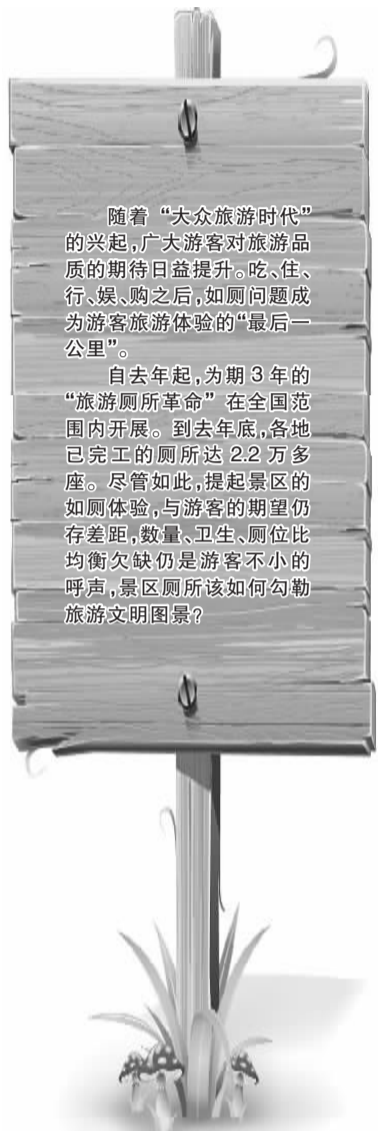 随着“大众旅游时代”
的兴起,广大游客对旅游品
质的期待日益提升。吃、住、
行、娱、购之后,如厕问题成
为游客旅游体验的“最后一
公里”。
自去年起,为期3年的
“旅游厕所革命”在全国范
围内开展。到去年底,各地
已完工的厕所达2.2万多
座。尽管如此,提起景区的
如厕体验,与游客的期望仍
存差距,数量、卫生、厕位比
均衡欠缺仍是游客不小的
呼声,景区厕所该如何勾勒
旅游文明图景?